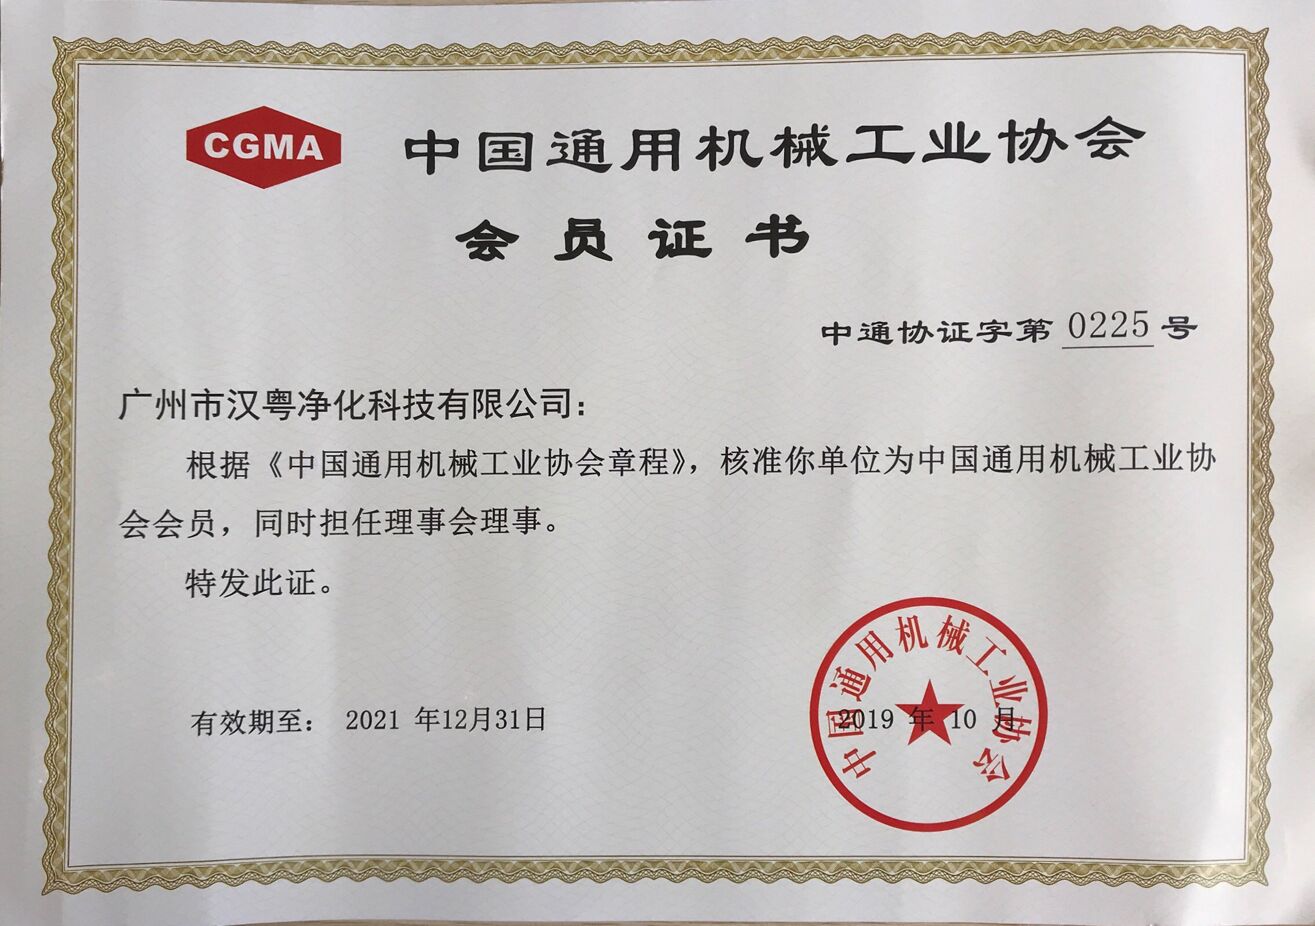 CGMA
中国通用机械工业协会
会员证书
中通协证字第 0225 号
广州市汉粤净化科技有限公司：
根据《中国通用机械工业协会章程》，核准你单位为中国通用机械工业协
会会员，同时担任理事会理事。
特发此证。
有效期至： 2021 年12月31日
2019 年 10 月
中国通用机械工业协会